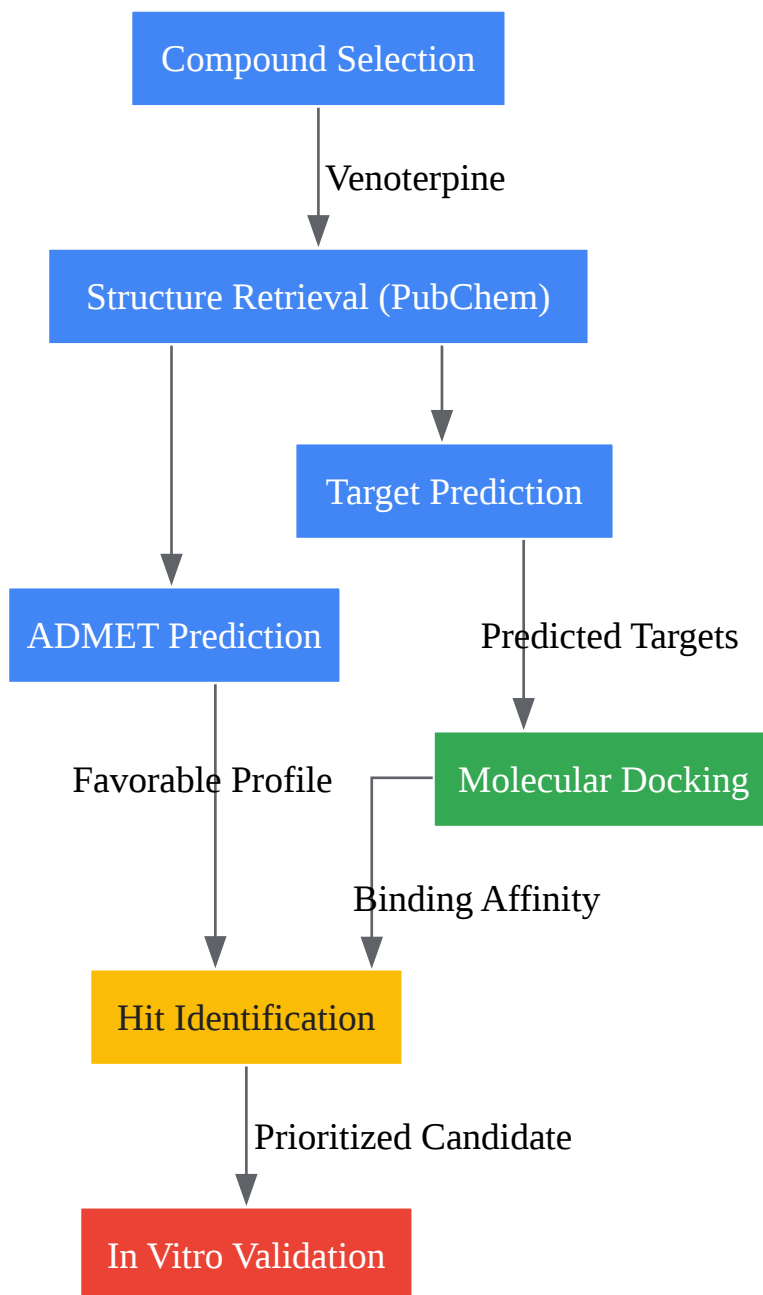 Compound Selection
Venoterpine
Structure Retrieval (PubChem)
Target Prediction
ADMET Prediction
Predicted Targets
Favorable Profile
Molecular Docking
Binding Affinity
Hit Identification
Prioritized Candidate
In Vitro Validation